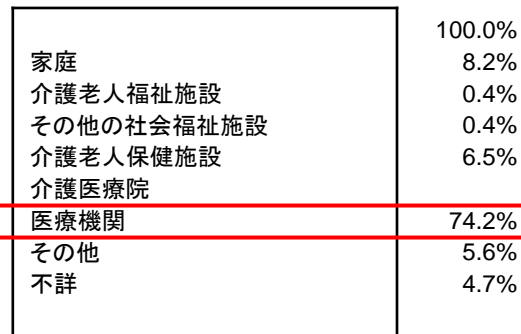 100.0%
家庭 8.2%
介護老人福祉施設 0.4%
その他の社会福祉施設 0.4%
介護老人保健施設 6.5%
介護医療院
医療機関 74.2%
その他 5.6%
不詳 4.7%